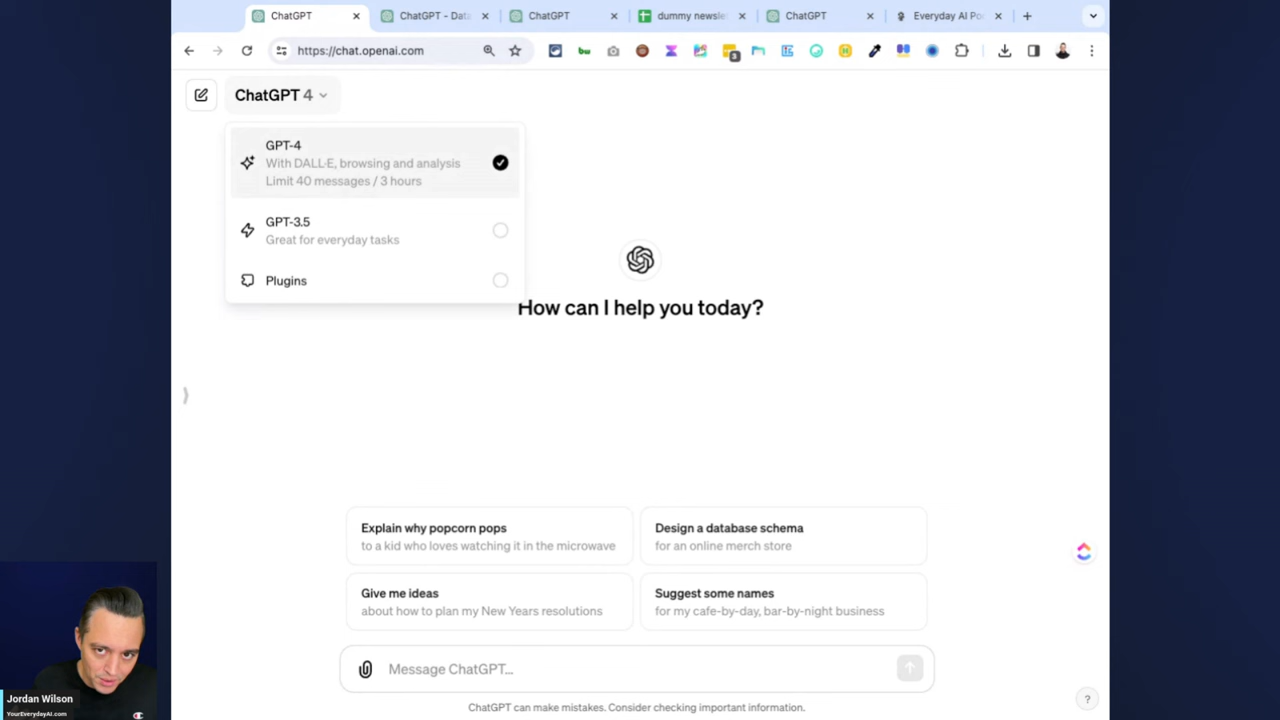 ChatGPT
ChatGPT - Data
ChatGPT
dummy newsle
ChatGPT
Everyday AI Po
https://chat.openai.com
3
ChatGPT 4
GPT-4
With DALL·E, browsing and analysis
Limit 40 messages / 3 hours
GPT-3.5
Great for everyday tasks
Plugins
How can I help you today?
Explain why popcorn pops
to a kid who loves watching it in the microwave
Design a database schema
for an online merch store
Give me ideas
about how to plan my New Years resolutions
Suggest some names
for my cafe-by-day, bar-by-night business
Message ChatGPT...
ChatGPT can make mistakes. Consider checking important information.
?
Jordan Wilson
YourEverydayAI.com